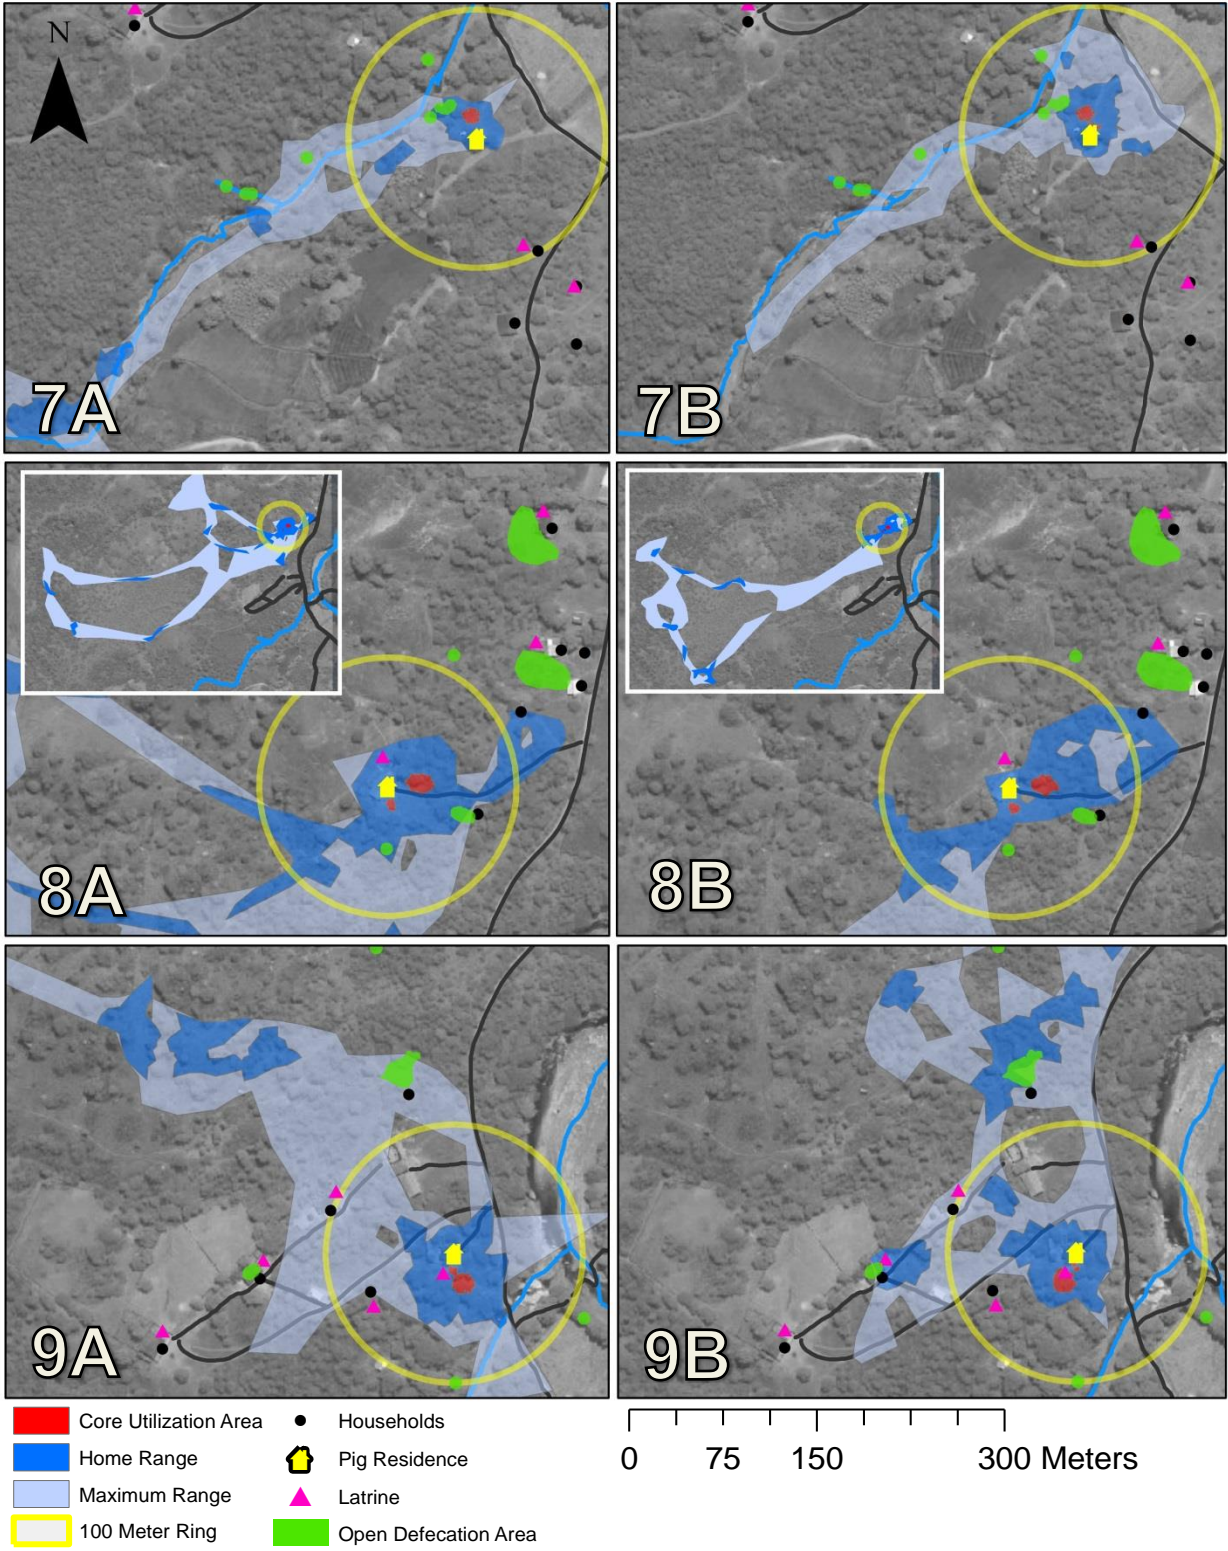 N
7A
7B
8A
8B
9A
9B
Core Utilization Area
Households
Home Range
Pig Residence
Maximum Range
Latrine
100 Meter Ring
Open Defecation Area
0 75 150 300 Meters